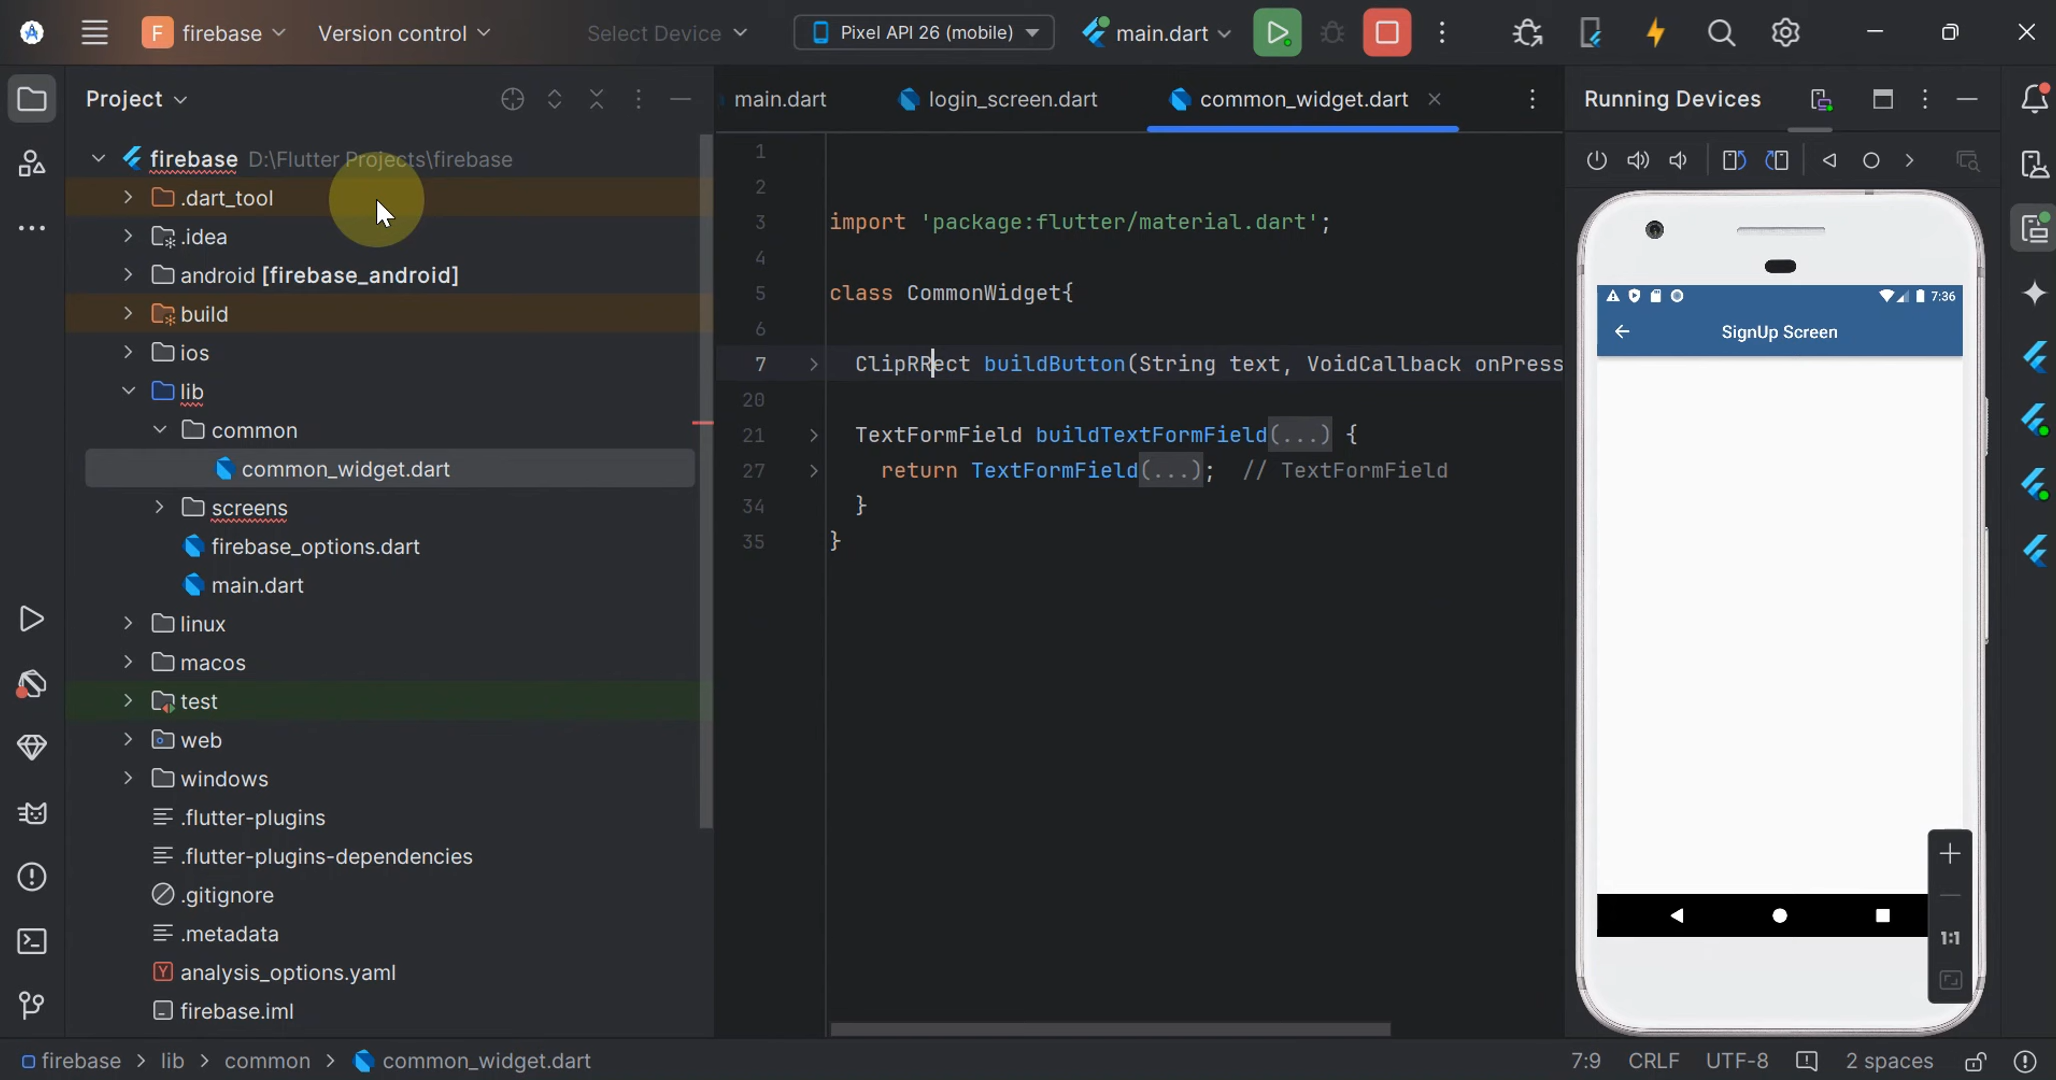 F firebase Version control Select Device Pixel API 26 (mobile) main.dart
Project
main.dart login_screen.dart common_widget.dart
Running Devices
firebase D:\Flutter Projects\firebase
.dart_tool
.idea
android [firebase_android]
build
ios
lib
common
common_widget.dart
screens
firebase_options.dart
main.dart
linux
macos
test
web
windows
.flutter-plugins
.flutter-plugins-dependencies
.gitignore
.metadata
analysis_options.yaml
firebase.iml
1
2
3 import 'package:flutter/material.dart';
4
5 class CommonWidget{
6
7 ClipRRect buildButton(String text, VoidCallback onPress
20
21 TextFormField buildTextFormField(...) {
27 return TextFormField(...); // TextFormField
34 }
35 }
7:36
SignUp Screen
1:1
firebase > lib > common > common_widget.dart
7:9 CRLF UTF-8 2 spaces